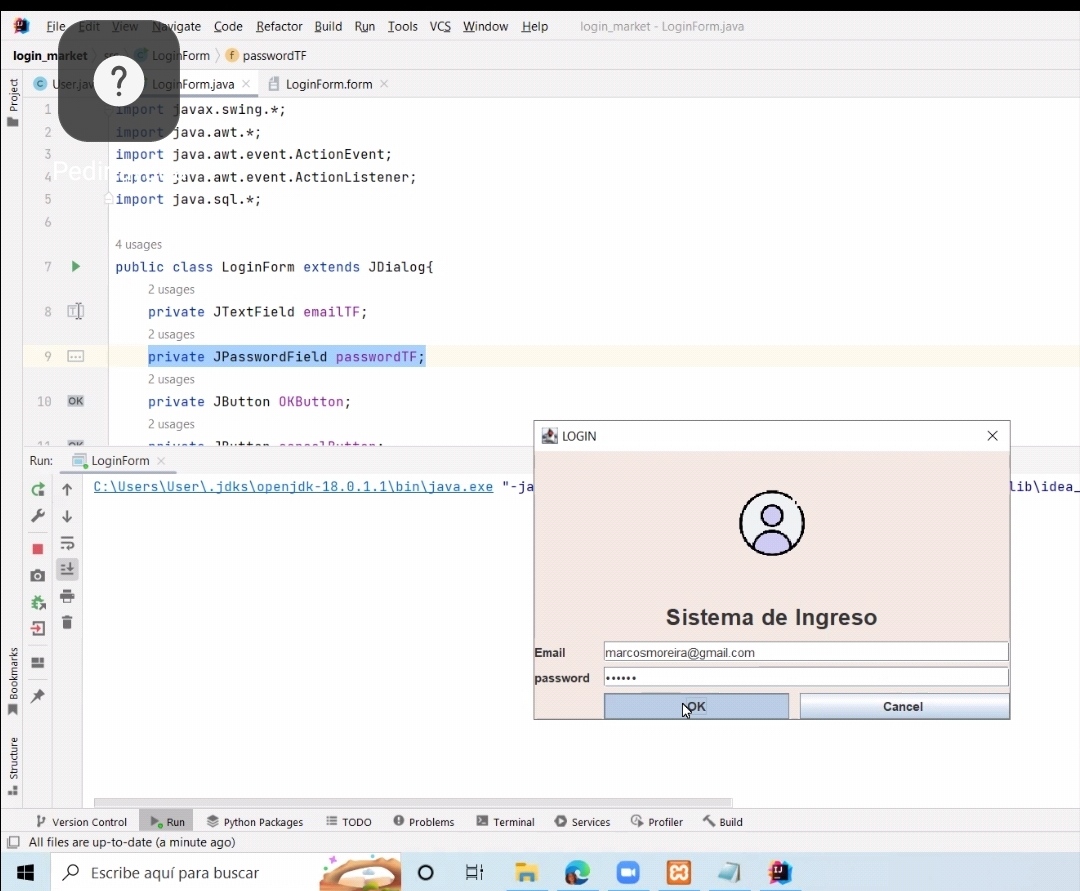 File Edit View Navigate Code Refactor Build Run Tools VCS Window Help login_market - LoginForm.java
login_market src LoginForm passwordTF
User.java LoginForm.java LoginForm.form
Project
1 import javax.swing.*;
2 import java.awt.*;
3 import java.awt.event.ActionEvent;
4 import java.awt.event.ActionListener;
5 import java.sql.*;
6
4 usages
7 public class LoginForm extends JDialog{
2 usages
8 private JTextField emailTF;
2 usages
9 private JPasswordField passwordTF;
2 usages
10 OK private JButton OKButton;
2 usages
11 OK private JButton cancelButton;
Run: LoginForm
C:\Users\User\.jdks\openjdk-18.0.1.1\bin\java.exe "-ja
lib\idea_
LOGIN
Sistema de Ingreso
Email marcosmoreira@gmail.com
password ••••••
OK Cancel
Bookmarks
Structure
Version Control Run Python Packages TODO Problems Terminal Services Profiler Build
All files are up-to-date (a minute ago)
Escribe aquí para buscar